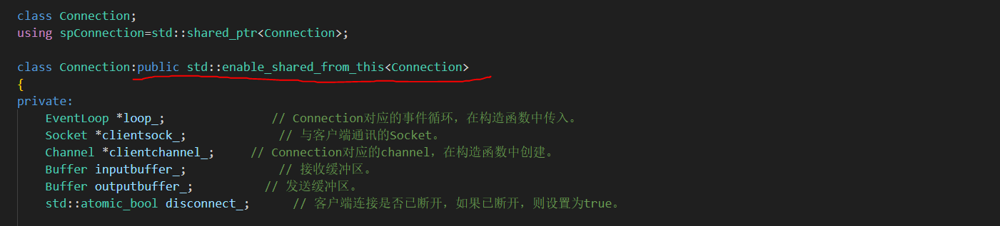 class Connection;
using spConnection=std::shared_ptr<Connection>;
class Connection:public std::enable_shared_from_this<Connection>
{
private:
EventLoop *loop_; // Connection对应的事件循环，在构造函数中传入。
Socket *clientsock_; // 与客户端通讯的Socket。
Channel *clientchannel_; // Connection对应的channel，在构造函数中创建。
Buffer inputbuffer_; // 接收缓冲区。
Buffer outputbuffer_; // 发送缓冲区。
std::atomic_bool disconnect_; // 客户端连接是否已断开，如果已断开，则设置为true。